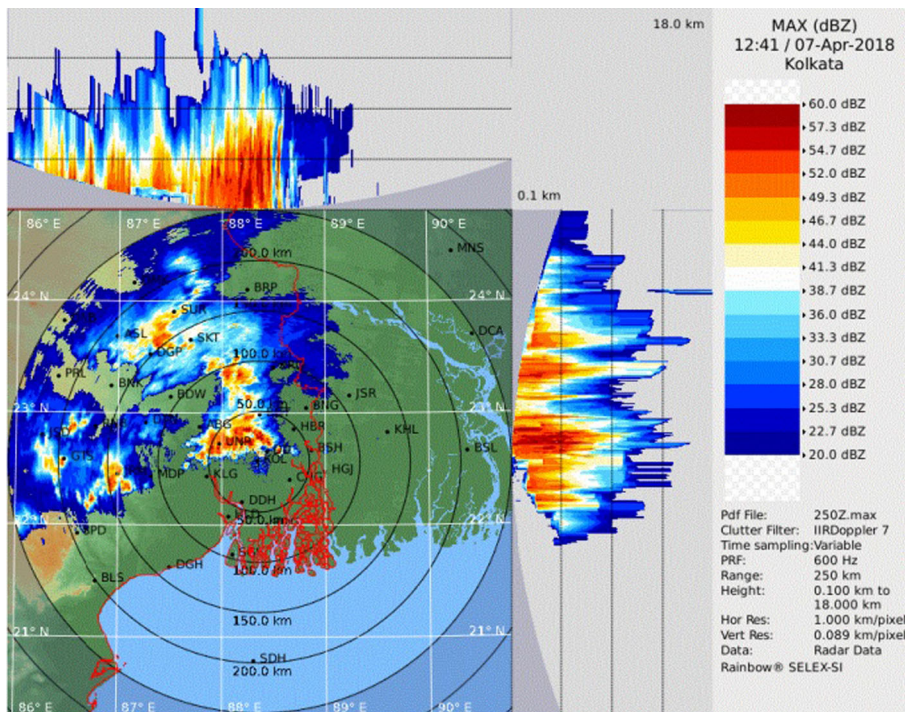 18.0 km
MAX (dBZ)
12:41 / 07-Apr-2018
Kolkata
60.0 dBZ
57.3 dBZ
54.7 dBZ
52.0 dBZ
49.3 dBZ
46.7 dBZ
44.0 dBZ
41.3 dBZ
38.7 dBZ
36.0 dBZ
33.3 dBZ
30.7 dBZ
28.0 dBZ
25.3 dBZ
22.7 dBZ
20.0 dBZ
0.1 km
86° E
87° E
88° E
89° E
90° E
MNS
BRP
24° N
SUR
DCA
ASL
SKT
DGP
100.0 km
PRL
BNK
BDW
JSR
23° N
50.0 km
BNG
HBR
KHL
UNR
BSH
BSL
KOL
GTS
MDP
KLG
HGJ
DDH
22° N
50.0 km
BLS
DGH
100.0 km
150.0 km
21° N
SDH
200.0 km
86° E
87° E
88° E
89° E
90° E
Pdf File: 250Z.max
Clutter Filter: IIRDoppler 7
Time sampling:Variable
PRF: 600 Hz
Range: 250 km
Height: 0.100 km to
18.000 km
Hor Res: 1.000 km/pixel
Vert Res: 0.089 km/pixel
Data: Radar Data
Rainbow® SELEX-SI